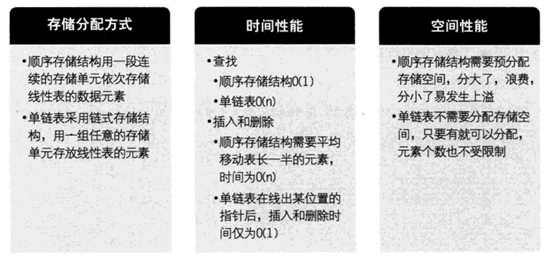 存储分配方式
•顺序存储结构用一段连
续的存储单元依次存储
线性表的数据元素
•单链表采用链式存储结
构，用一组任意的存储
单元存放线性表的元素
时间性能
•查找
•顺序存储结构O(1)
•单链表O(n)
•插入和删除
•顺序存储结构需要平均
移动表长一半的元素，
时间为O(n)
•单链表在线出某位置的
指针后，插入和删除时
间仅为O(1)
空间性能
•顺序存储结构需要预分配
存储空间，分大了，浪费，
分小了易发生上溢
•单链表不需要分配存储空
间，只要有就可以分配，
元素个数也不受限制